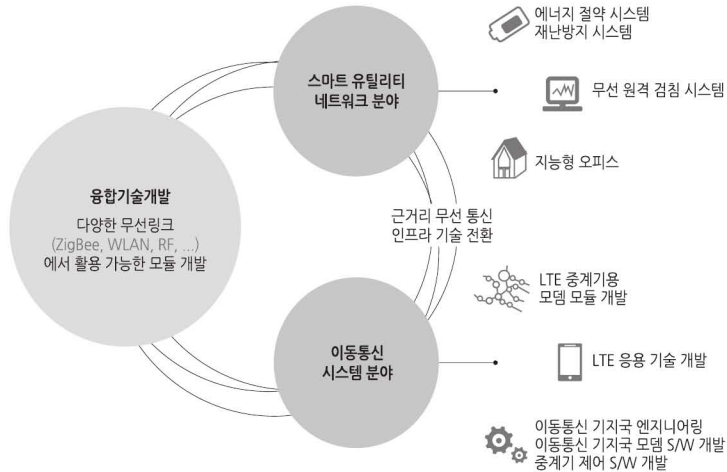 융합기술개발
다양한 무선링크
(ZigBee, WLAN, RF, ...)
에서 활용 가능한 모듈 개발
스마트 유틸리티
네트워크 분야
근거리 무선 통신
인프라 기술 전환
이동통신
시스템 분야
에너지 절약 시스템
재난방지 시스템
무선 원격 검침 시스템
지능형 오피스
LTE 중계기용
모뎀 모듈 개발
LTE 응용 기술 개발
이동통신 기지국 엔지니어링
이동통신 기지국 모뎀 S/W 개발
중계기 제어 S/W 개발